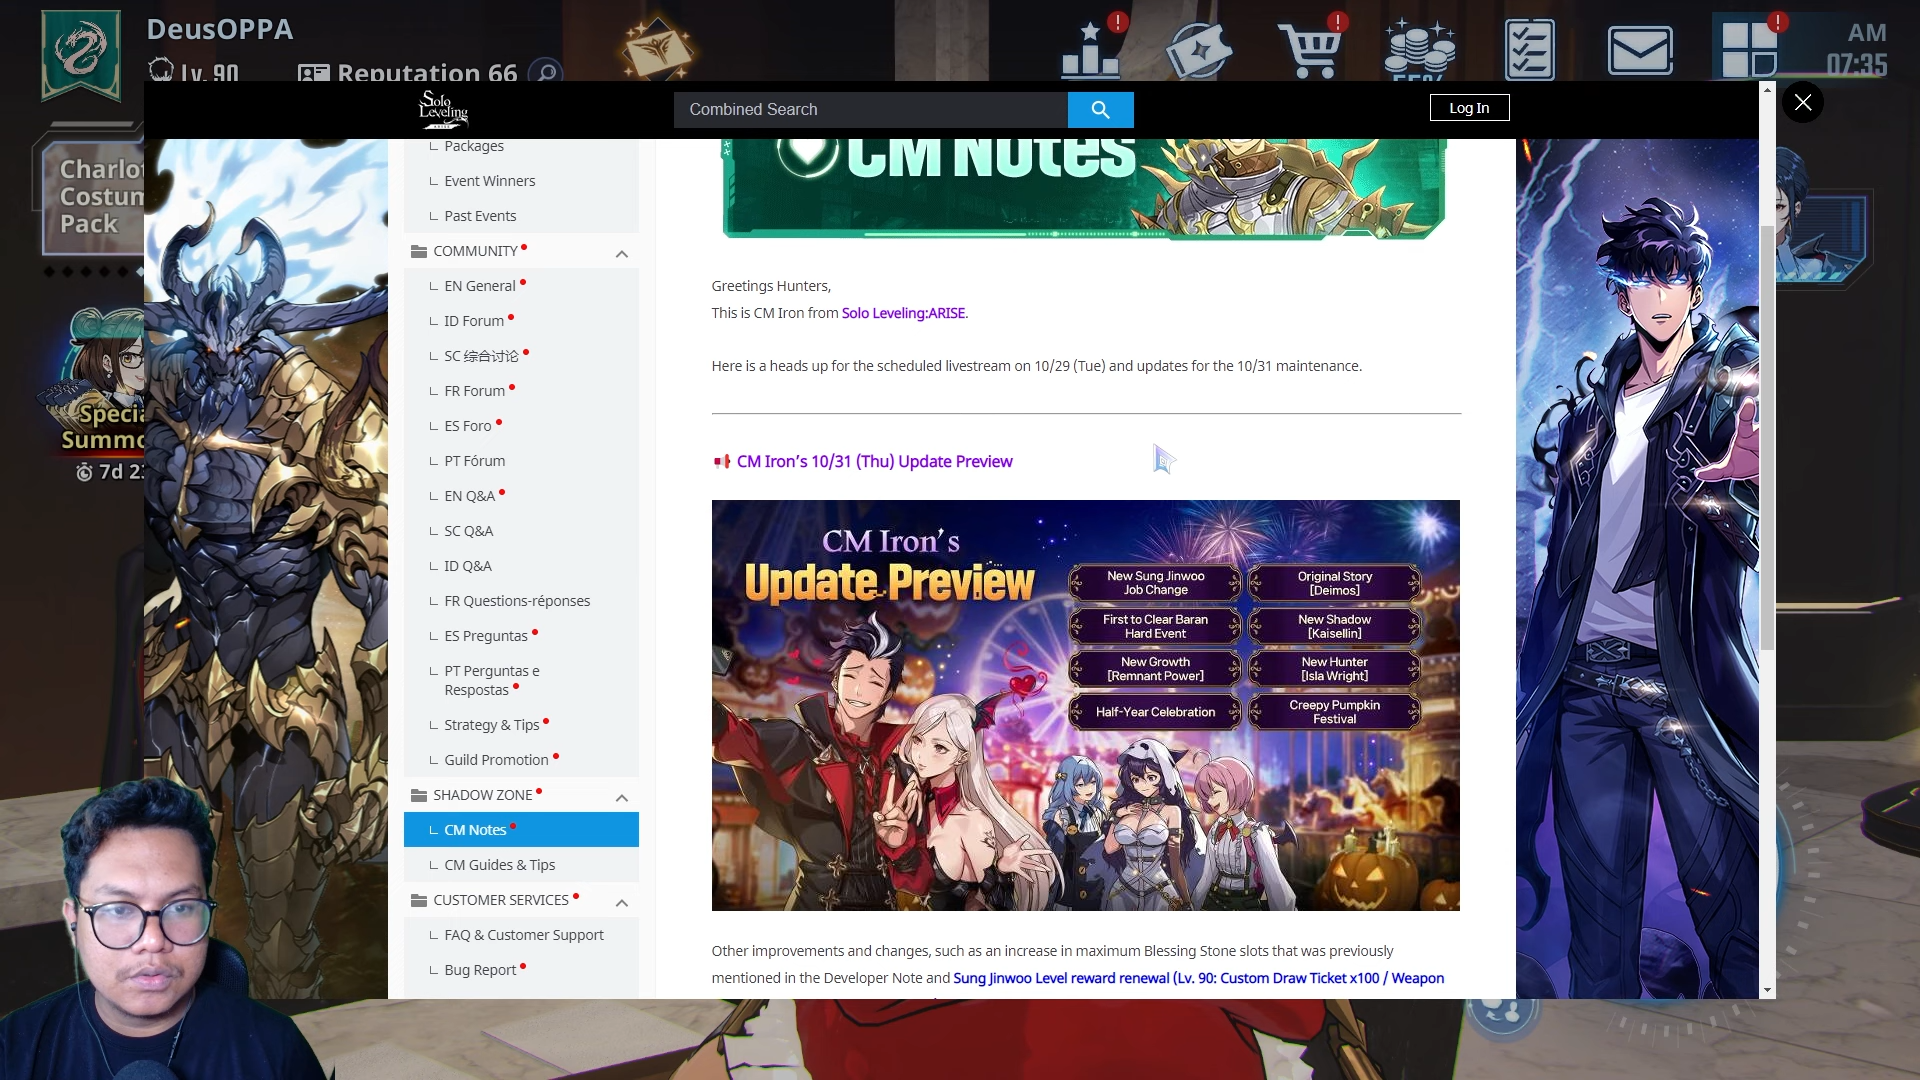 DeusOPPA
Lv. 90
Reputation 66
AM
07:35
Solo
Leveling
Combined Search
Log In
Packages
Event Winners
Past Events
COMMUNITY
EN General
ID Forum
SC 综合讨论
FR Forum
ES Foro
PT Fórum
EN Q&A
SC Q&A
ID Q&A
FR Questions-réponses
ES Preguntas
PT Perguntas e
Respostas
Strategy & Tips
Guild Promotion
SHADOW ZONE
CM Notes
CM Guides & Tips
CUSTOMER SERVICES
FAQ & Customer Support
Bug Report
CM NOTES
Greetings Hunters,
This is CM Iron from Solo Leveling:ARISE.
Here is a heads up for the scheduled livestream on 10/29 (Tue) and updates for the 10/31 maintenance.
CM Iron's 10/31 (Thu) Update Preview
CM Iron's
Update Preview
New Sung Jinwoo
Job Change
Original Story
[Deimos]
First to Clear Baran
Hard Event
New Shadow
[Kaisellin]
New Growth
[Remnant Power]
New Hunter
[Isla Wright]
Half-Year Celebration
Creepy Pumpkin
Festival
Other improvements and changes, such as an increase in maximum Blessing Stone slots that was previously
mentioned in the Developer Note and Sung Jinwoo Level reward renewal (Lv. 90: Custom Draw Ticket x100 / Weapon
Charlot
Costum
Pack
Specia
Summo
7d 23